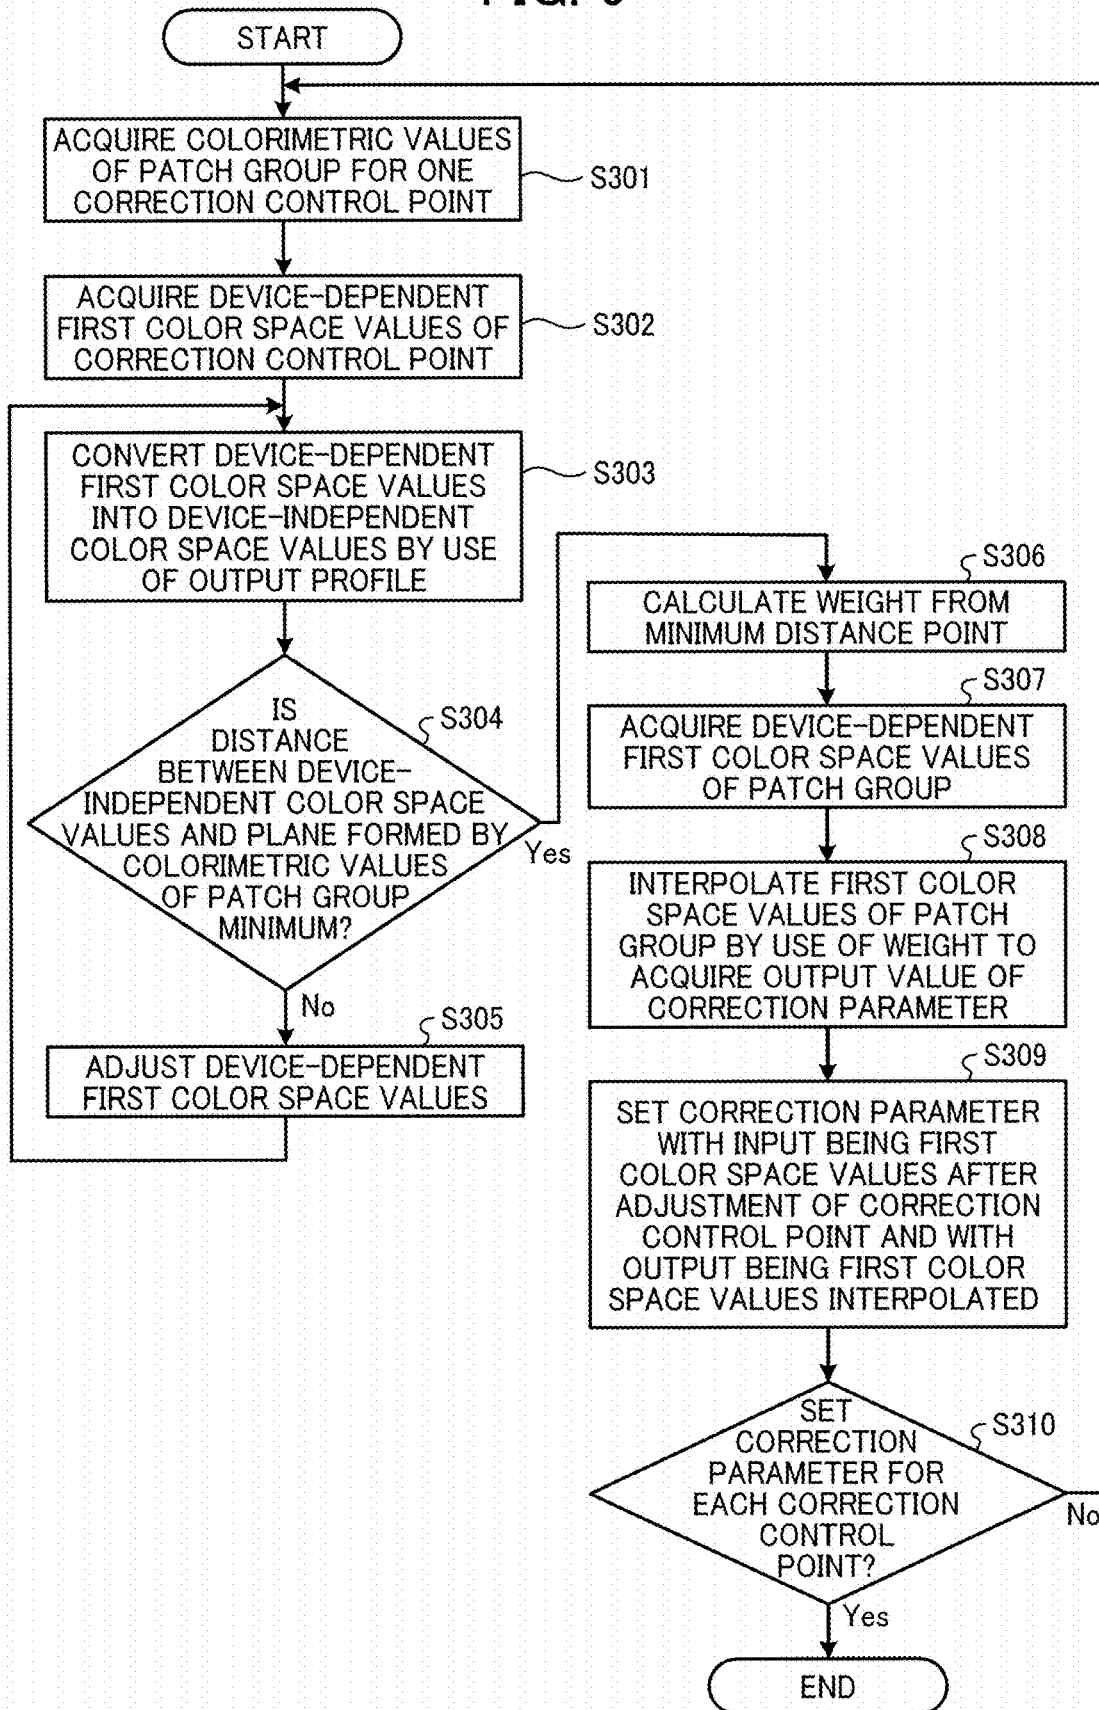 START
ACQUIRE COLORIMETRIC VALUES
OF PATCH GROUP FOR ONE
CORRECTION CONTROL POINT
S301
ACQUIRE DEVICE-DEPENDENT
FIRST COLOR SPACE VALUES OF
CORRECTION CONTROL POINT
S302
CONVERT DEVICE-DEPENDENT
FIRST COLOR SPACE VALUES
INTO DEVICE-INDEPENDENT
COLOR SPACE VALUES BY USE
OF OUTPUT PROFILE
S303
IS
DISTANCE
BETWEEN DEVICE-
INDEPENDENT COLOR SPACE
VALUES AND PLANE FORMED BY
COLORIMETRIC VALUES
OF PATCH GROUP
MINIMUM?
S304
Yes
No
S305
ADJUST DEVICE-DEPENDENT
FIRST COLOR SPACE VALUES
S306
CALCULATE WEIGHT FROM
MINIMUM DISTANCE POINT
S307
ACQUIRE DEVICE-DEPENDENT
FIRST COLOR SPACE VALUES
OF PATCH GROUP
S308
INTERPOLATE FIRST COLOR
SPACE VALUES OF PATCH
GROUP BY USE OF WEIGHT TO
ACQUIRE OUTPUT VALUE OF
CORRECTION PARAMETER
S309
SET CORRECTION PARAMETER
WITH INPUT BEING FIRST
COLOR SPACE VALUES AFTER
ADJUSTMENT OF CORRECTION
CONTROL POINT AND WITH
OUTPUT BEING FIRST COLOR
SPACE VALUES INTERPOLATED
SET
CORRECTION
PARAMETER FOR
EACH CORRECTION
CONTROL
POINT?
S310
No
Yes
END